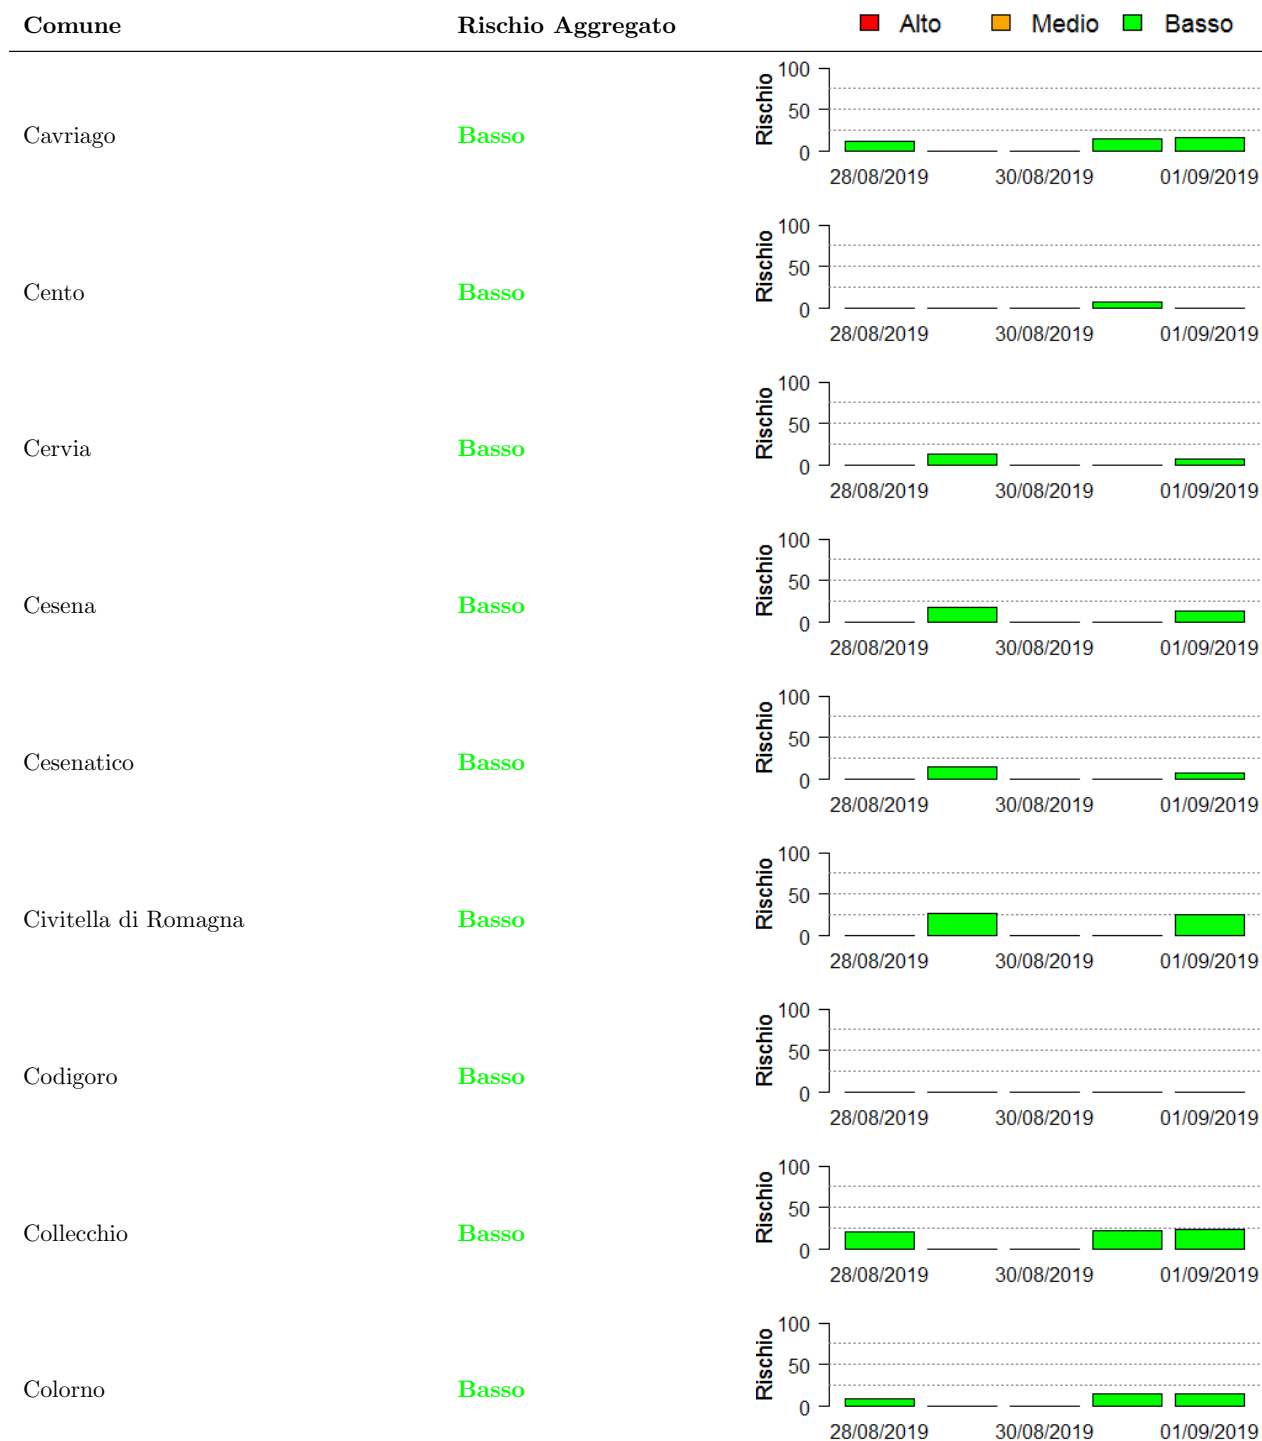 Comune Rischio Aggregato Alto Medio Basso
Cavriago Basso Rischio 100 50 0
28/08/2019 30/08/2019 01/09/2019
Cento Basso Rischio 100 50 0
28/08/2019 30/08/2019 01/09/2019
Cervia Basso Rischio 100 50 0
28/08/2019 30/08/2019 01/09/2019
Cesena Basso Rischio 100 50 0
28/08/2019 30/08/2019 01/09/2019
Cesenatico Basso Rischio 100 50 0
28/08/2019 30/08/2019 01/09/2019
Civitella di Romagna Basso Rischio 100 50 0
28/08/2019 30/08/2019 01/09/2019
Codigoro Basso Rischio 100 50 0
28/08/2019 30/08/2019 01/09/2019
Collecchio Basso Rischio 100 50 0
28/08/2019 30/08/2019 01/09/2019
Colorno Basso Rischio 100 50 0
28/08/2019 30/08/2019 01/09/2019